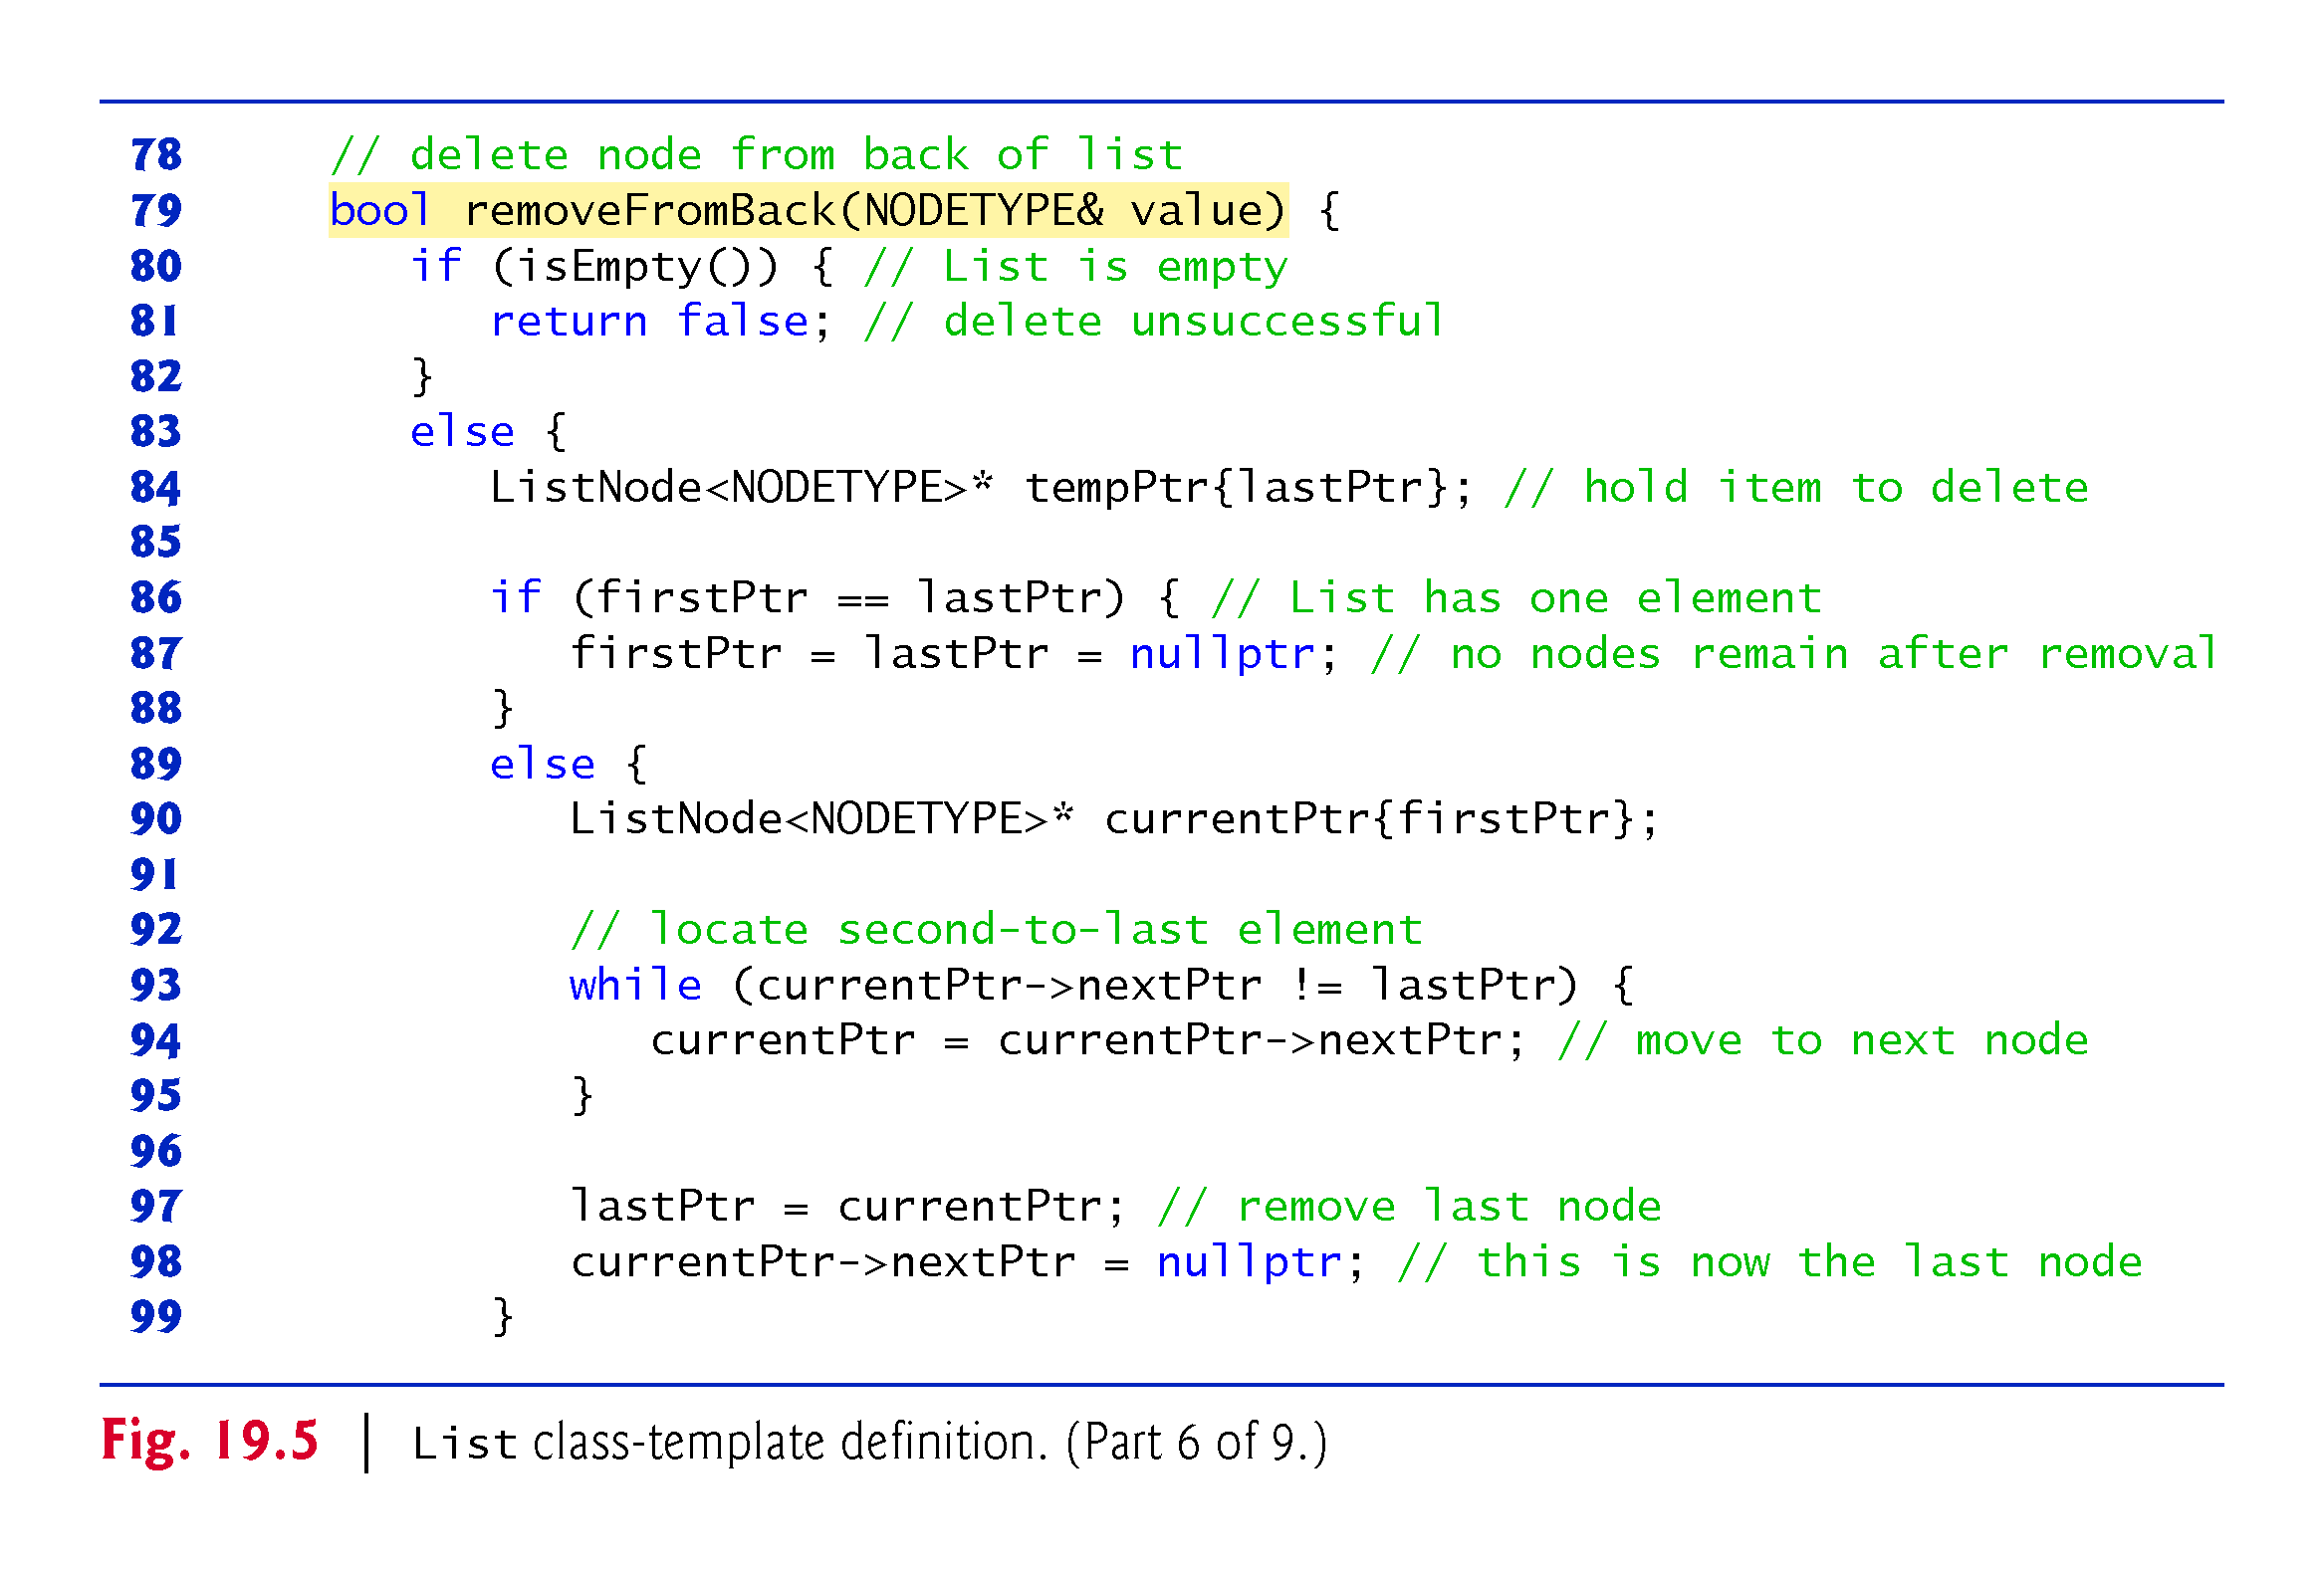 78 // delete node from back of list
79 bool removeFromBack(NODETYPE& value) {
80 if (isEmpty()) { // List is empty
81 return false; // delete unsuccessful
82 }
83 else {
84 ListNode<NODETYPE>* tempPtr{lastPtr}; // hold item to delete
85
86 if (firstPtr == lastPtr) { // List has one element
87 firstPtr = lastPtr = nullptr; // no nodes remain after removal
88 }
89 else {
90 ListNode<NODETYPE>* currentPtr{firstPtr};
91
92 // locate second-to-last element
93 while (currentPtr->nextPtr != lastPtr) {
94 currentPtr = currentPtr->nextPtr; // move to next node
95 }
96
97 lastPtr = currentPtr; // remove last node
98 currentPtr->nextPtr = nullptr; // this is now the last node
99 }
Fig. 19.5 | List class-template definition. (Part 6 of 9.)